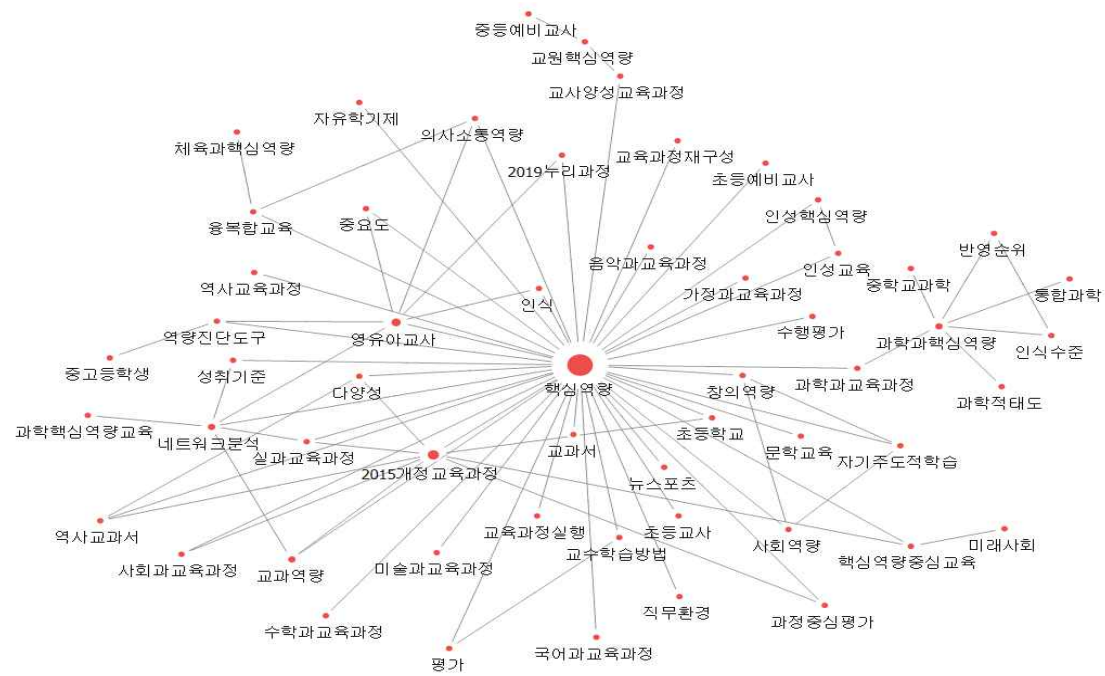 중등예비교사
교원핵심역량
교사양성교육과정
자유학기제
의사소통역량
체육과핵심역량
2019누리과정
교육과정재구성
초등예비교사
융복합교육
중요도
인성핵심역량
반영순위
음악과교육과정
인성교육
중학교과학
역사교육과정
인식
가정과교육과정
통합과학
역량진단도구
영유아교사
수행평가
과학과핵심역량
인식수준
중고등학생
성취기준
다양성
핵심역량
창의역량
과학과교육과정
과학적태도
과학핵심역량교육
네트워크분석
실과교육과정
교과서
초등학교
문학교육
자기주도적학습
2015개정교육과정
뉴스포츠
역사교과서
교육과정실행
초등교사
사회역량
미래사회
사회과교육과정
교과역량
미술과교육과정
교수학습방법
핵심역량중심교육
수학과교육과정
직무환경
과정중심평가
평가
국어과교육과정